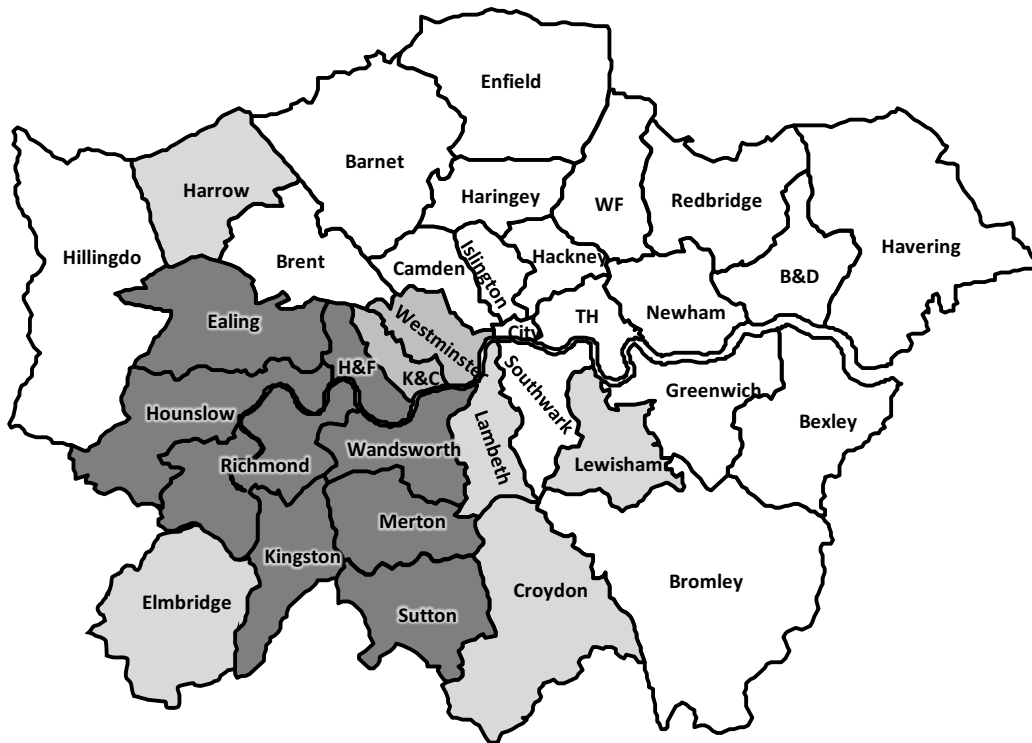 Enfield
Barnet
Harrow
Haringey
WF
Redbridge
Havering
Hillingdo
Brent
Camden
Islington
Hackney
B&D
Ealing
Westminster
City
TH
Newham
H&F
K&C
Southwark
Greenwich
Hounslow
Bexley
Richmond
Wandsworth
Lambeth
Lewisham
Merton
Kingston
Elmbridge
Sutton
Croydon
Bromley